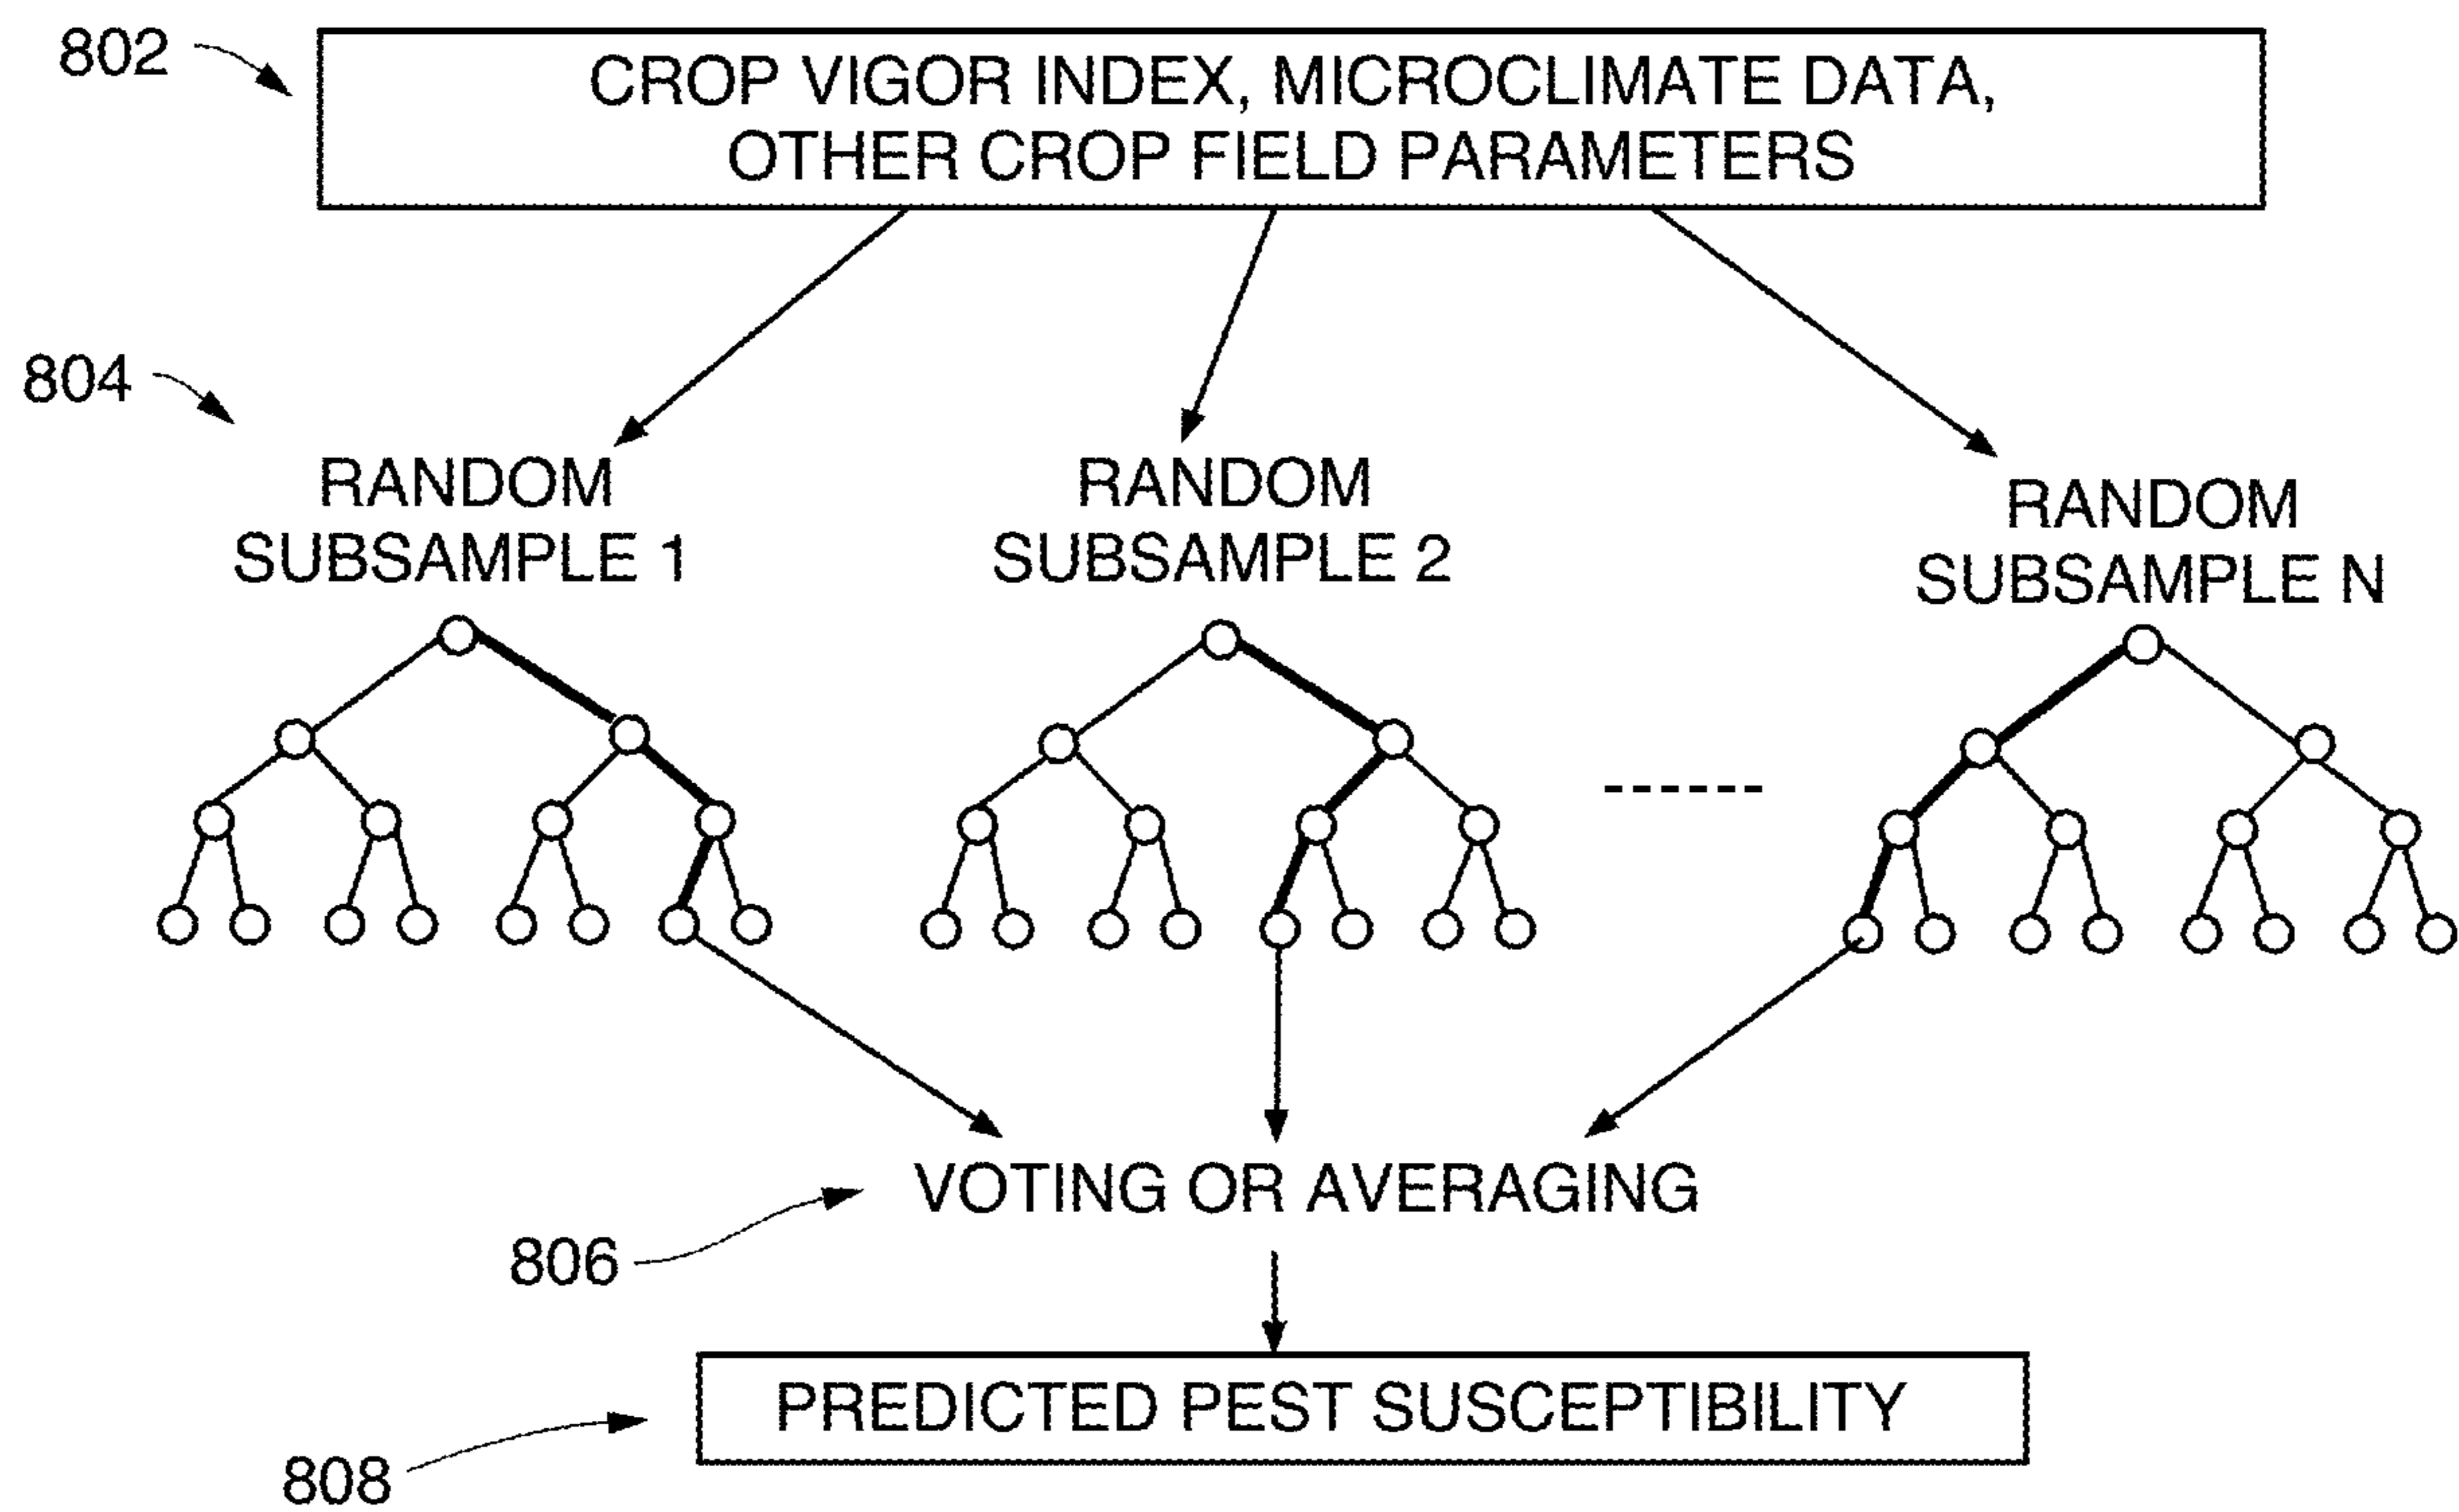 802
CROP VIGOR INDEX, MICROCLIMATE DATA,
OTHER CROP FIELD PARAMETERS
804
RANDOM
SUBSAMPLE 1
RANDOM
SUBSAMPLE 2
RANDOM
SUBSAMPLE N
VOTING OR AVERAGING
806
PREDICTED PEST SUSCEPTIBILITY
808